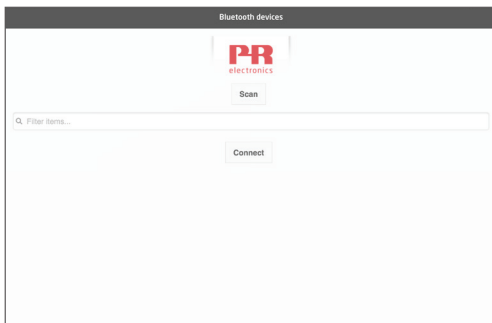 Bluetooth devices
PR
electronics
Scan
Filter items...
Connect